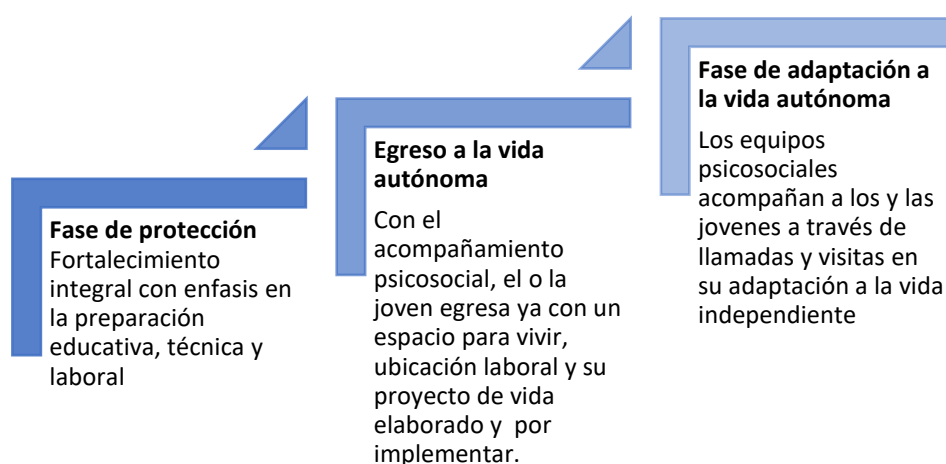 Fase de protección
Fortalecimiento
integral con enfasis en
la preparación
educativa, técnica y
laboral
Egreso a la vida
autónoma
Con el
acompañamiento
psicosocial, el o la
joven egresa ya con un
espacio para vivir,
ubicación laboral y su
proyecto de vida
elaborado y  por
implementar.
Fase de adaptación a
la vida autónoma
Los equipos
psicosociales
acompañan a los y las
jovenes a través de
llamadas y visitas en
su adaptación a la vida
independiente